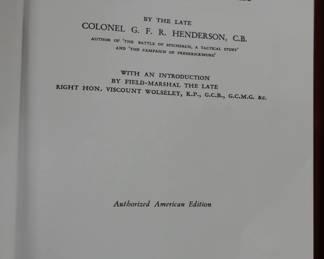 BY THE LATE
COLONEL G. F. R. HENDERSON, C.B.
AUTHOR OF 'THE BATTLE OF SPICHEREN, A TACTICAL STUDY'
AND 'THE CAMPAIGN OF FREDERICKSBURG'
WITH AN INTRODUCTION
BY FIELD-MARSHAL THE LATE
RIGHT HON. VISCOUNT WOLSELEY, K.P., G.C.B., G.C.M.G. &c.
Authorized American Edition